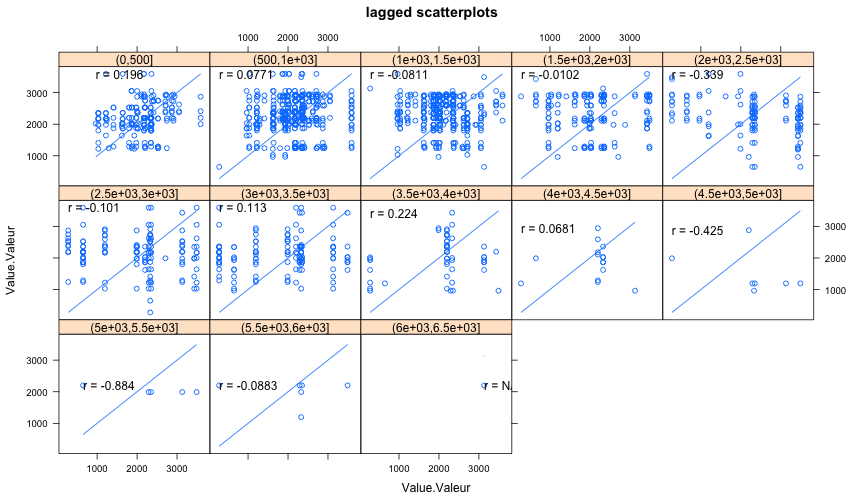 lagged scatterplots
1000 2000 3000 1000 2000 3000
(0,500] (500,1e+03] (1e+03,1.5e+03] (1.5e+03,2e+03] (2e+03,2.5e+03]
r = 0.196 r = 0.0771 r = -0.0811 r = -0.0102 r = -0.339
3000
2000
1000
(2.5e+03,3e+03] (3e+03,3.5e+03] (3.5e+03,4e+03] (4e+03,4.5e+03] (4.5e+03,5e+03]
r = -0.101 r = 0.113 r = 0.224 r = 0.0681 r = -0.425
3000
2000
1000
(5e+03,5.5e+03] (5.5e+03,6e+03] (6e+03,6.5e+03]
r = -0.884 r = -0.0883 r = N
3000
2000
1000
1000 2000 3000 1000 2000 3000 1000 2000 3000
Value.Valeur
Value.Valeur